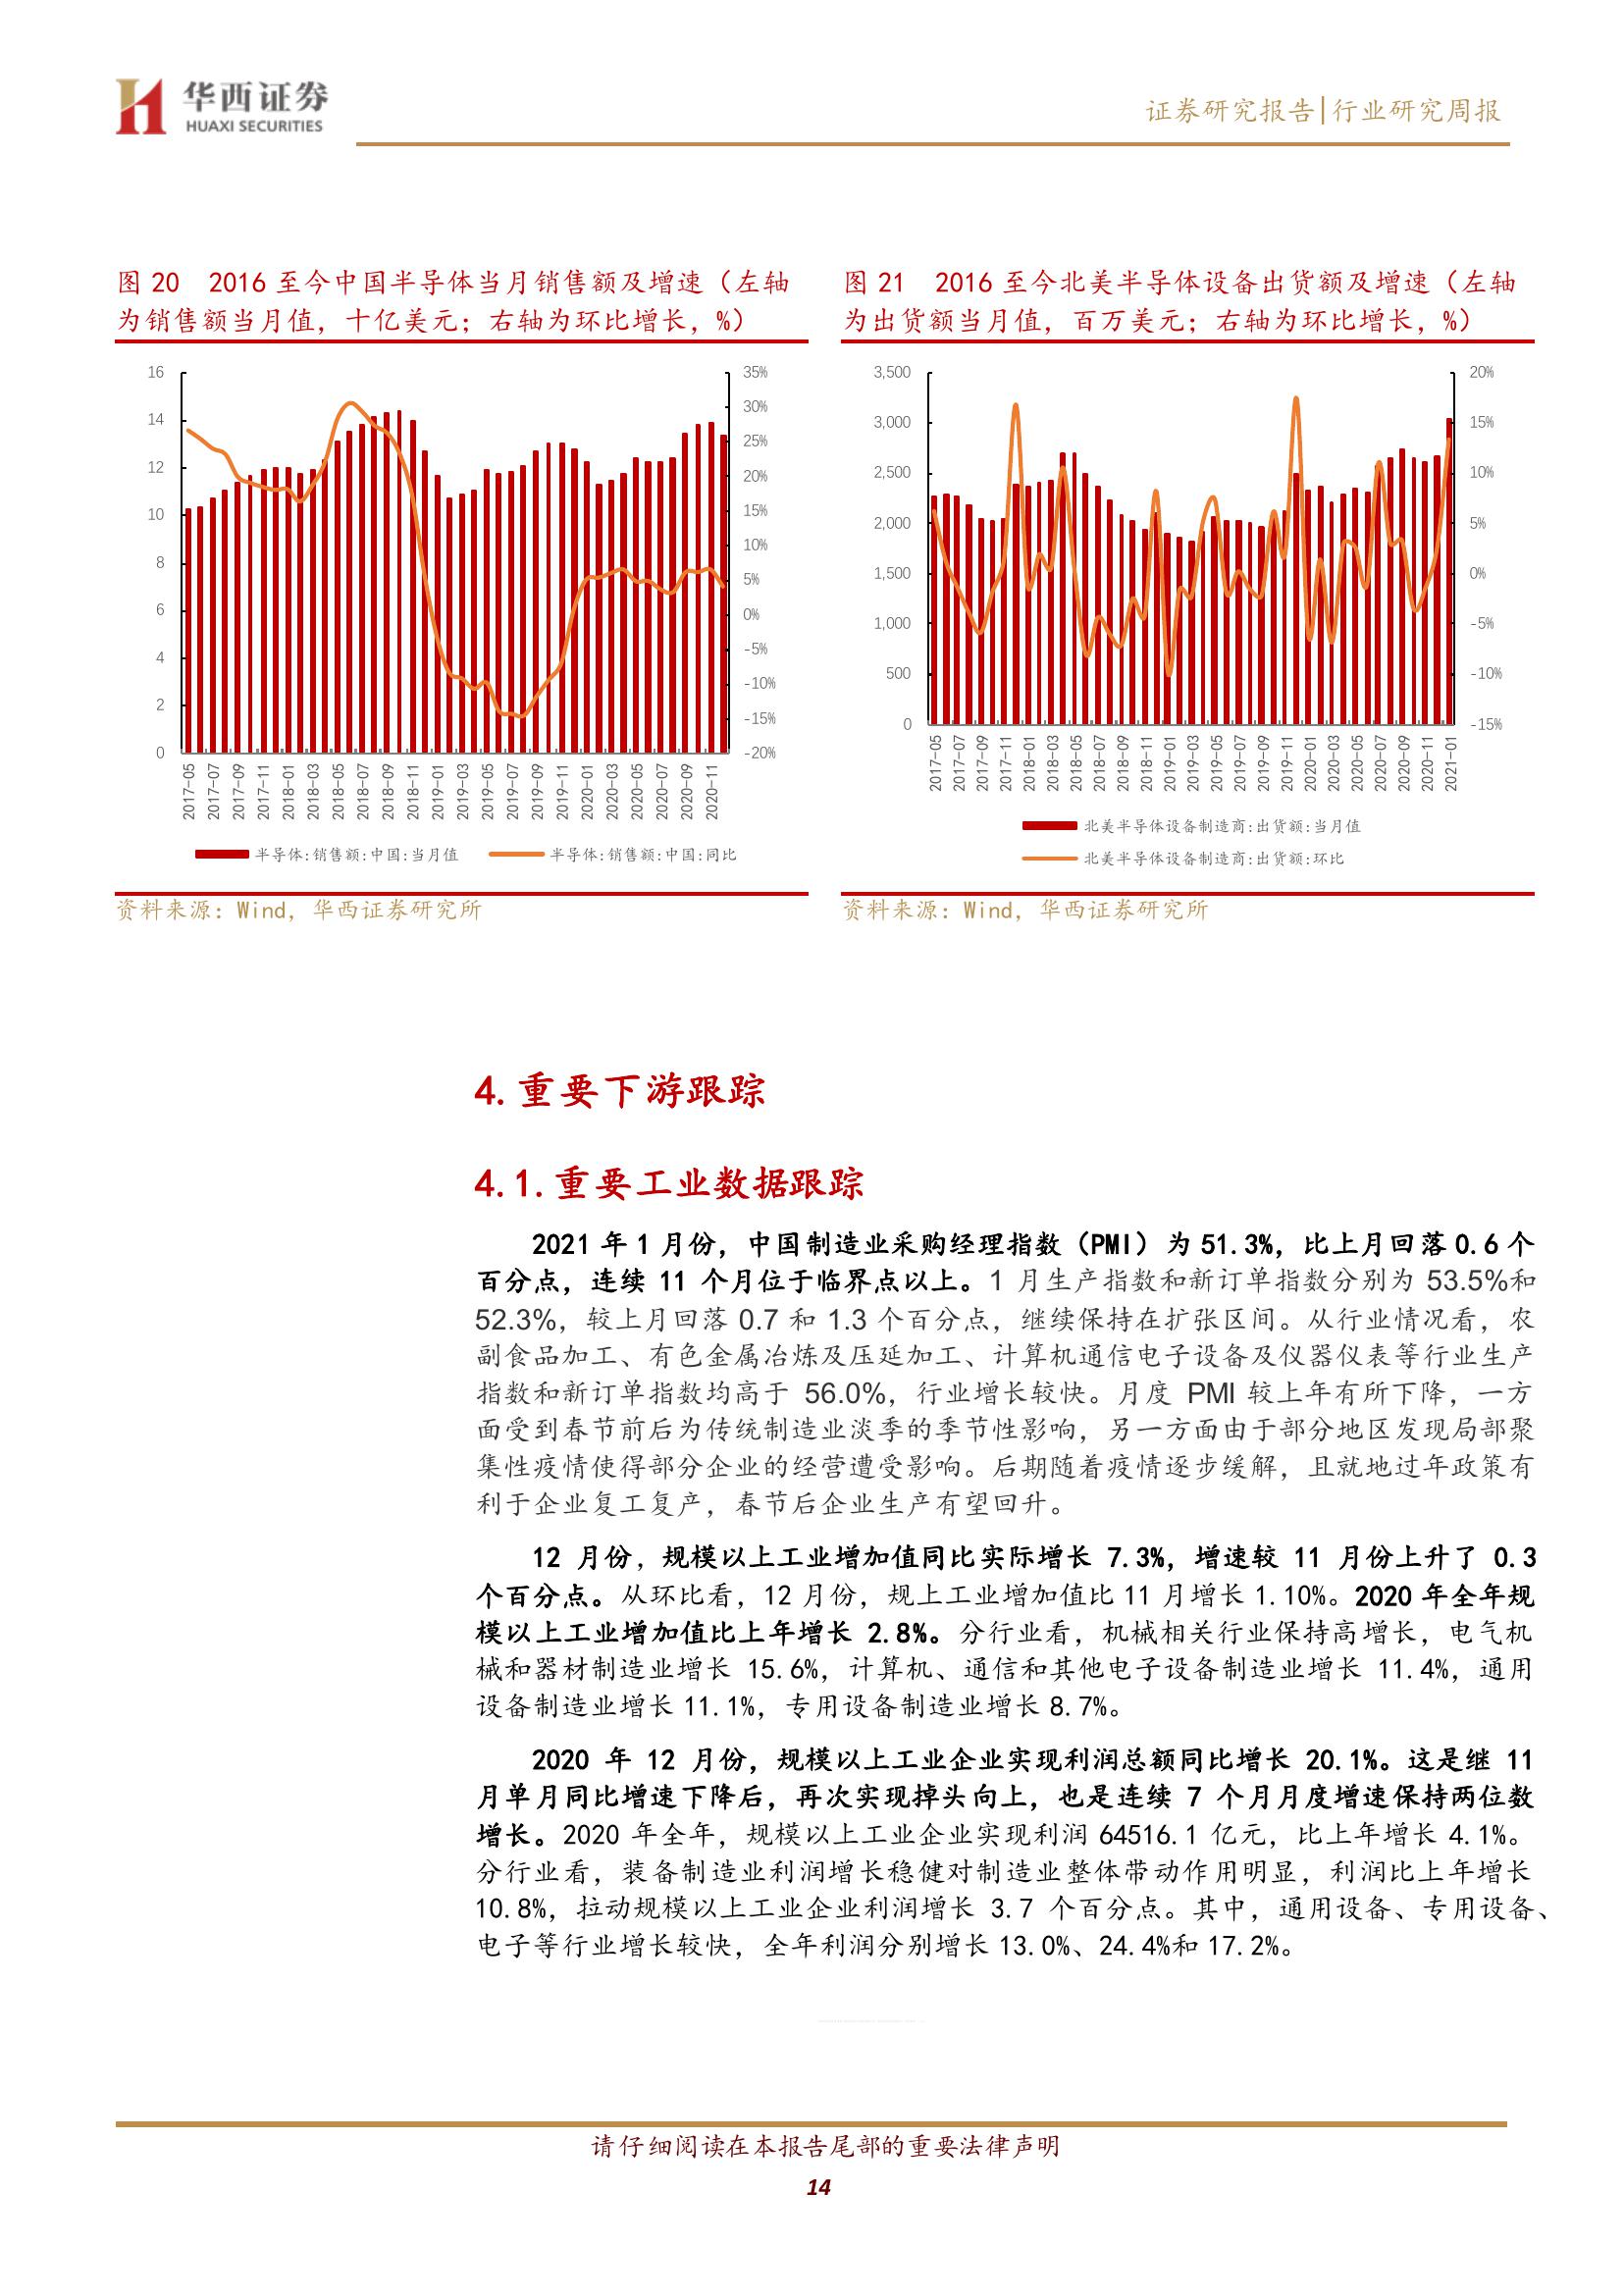 华西证券
HUAXI SECURITIES
证券研究报告|行业研究周报
图 20 2016 至今中国半导体当月销售额及增速（左轴
为销售额当月值，十亿美元；右轴为环比增长，%）
16
14
12
10
8
6
4
2
0
35%
30%
25%
20%
15%
10%
5%
0%
-5%
-10%
-15%
-20%
2017-05
2017-07
2017-09
2017-11
2018-01
2018-03
2018-05
2018-07
2018-09
2018-11
2019-01
2019-03
2019-05
2019-07
2019-09
2019-11
2020-01
2020-03
2020-05
2020-07
2020-09
2020-11
半导体:销售额:中国:当月值
半导体:销售额:中国:同比
资料来源：Wind，华西证券研究所
图 21 2016 至今北美半导体设备出货额及增速（左轴
为出货额当月值，百万美元；右轴为环比增长，%）
3,500
3,000
2,500
2,000
1,500
1,000
500
0
20%
15%
10%
5%
0%
-5%
-10%
-15%
2017-05
2017-07
2017-09
2017-11
2018-01
2018-03
2018-05
2018-07
2018-09
2018-11
2019-01
2019-03
2019-05
2019-07
2019-09
2019-11
2020-01
2020-03
2020-05
2020-07
2020-09
2020-11
2021-01
北美半导体设备制造商:出货额:当月值
北美半导体设备制造商:出货额:环比
资料来源：Wind，华西证券研究所
4.重要下游跟踪
4.1.重要工业数据跟踪
2021 年 1 月份，中国制造业采购经理指数（PMI）为 51.3%，比上月回落 0.6 个
百分点，连续 11 个月位于临界点以上。1 月生产指数和新订单指数分别为 53.5%和
52.3%，较上月回落 0.7 和 1.3 个百分点，继续保持在扩张区间。从行业情况看，农
副食品加工、有色金属冶炼及压延加工、计算机通信电子设备及仪器仪表等行业生产
指数和新订单指数均高于 56.0%，行业增长较快。月度 PMI 较上年有所下降，一方
面受到春节前后为传统制造业淡季的季节性影响，另一方面由于部分地区发现局部聚
集性疫情使得部分企业的经营遭受影响。后期随着疫情逐步缓解，且就地过年政策有
利于企业复工复产，春节后企业生产有望回升。
12 月份，规模以上工业增加值同比实际增长 7.3%，增速较 11 月份上升了 0.3
个百分点。从环比看，12 月份，规上工业增加值比 11 月增长 1.10%。2020 年全年规
模以上工业增加值比上年增长 2.8%。分行业看，机械相关行业保持高增长，电气机
械和器材制造业增长 15.6%，计算机、通信和其他电子设备制造业增长 11.4%，通用
设备制造业增长 11.1%，专用设备制造业增长 8.7%。
2020 年 12 月份，规模以上工业企业实现利润总额同比增长 20.1%。这是继 11
月单月同比增速下降后，再次实现掉头向上，也是连续 7 个月月度增速保持两位数
增长。2020 年全年，规模以上工业企业实现利润 64516.1 亿元，比上年增长 4.1%。
分行业看，装备制造业利润增长稳健对制造业整体带动作用明显，利润比上年增长
10.8%，拉动规模以上工业企业利润增长 3.7 个百分点。其中，通用设备、专用设备、
电子等行业增长较快，全年利润分别增长 13.0%、24.4%和 17.2%。
请仔细阅读在本报告尾部的重要法律声明
14